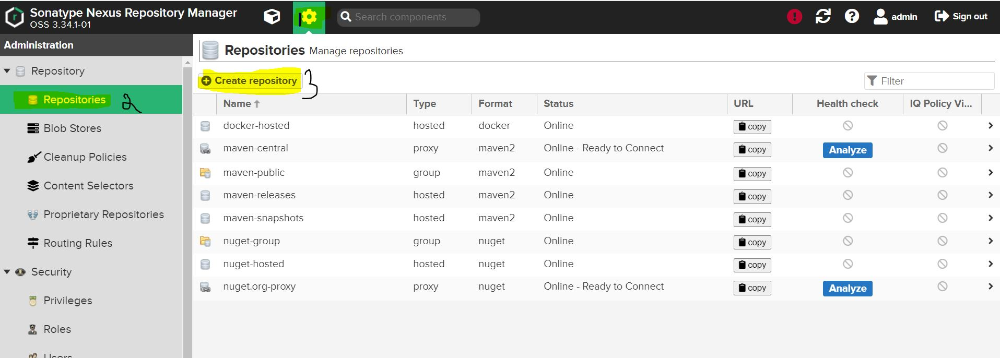 Sonatype Nexus Repository Manager
OSS 3.34.1-01
1
Search components
admin
Sign out
Administration
Repository
Repositories 2
Blob Stores
Cleanup Policies
Content Selectors
Proprietary Repositories
Routing Rules
Security
Privileges
Roles
Users
Repositories Manage repositories
Create repository 3
Filter
Name Type Format Status URL Health check IQ Policy Vi...
docker-hosted hosted docker Online copy
maven-central proxy maven2 Online - Ready to Connect copy Analyze
maven-public group maven2 Online copy
maven-releases hosted maven2 Online copy
maven-snapshots hosted maven2 Online copy
nuget-group group nuget Online copy
nuget-hosted hosted nuget Online copy
nuget.org-proxy proxy nuget Online - Ready to Connect copy Analyze